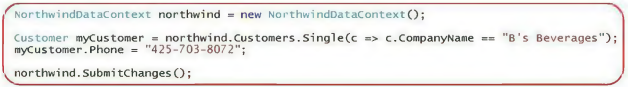 NorthwindDataContext northwind = new NorthwindDataContext();
Customer myCustomer = northwind.Customers.Single(c => c.CompanyName == "B's Beverages");
myCustomer.Phone = "425-703-8072";
northwind.SubmitChanges();